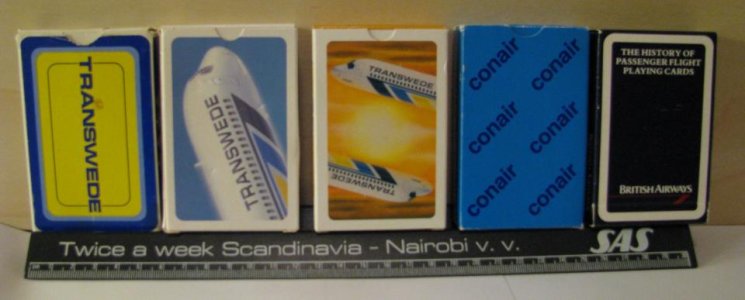 TRANSWEDE
TRANSWEDE
TRANSWEDE
TRANSWEDE
conair
conair
conair
conair
conair
conair
THE HISTORY OF
PASSENGER FLIGHT
PLAYING CARDS
BRITISH AIRWAYS
Twice a week Scandinavia - Nairobi v. v.
SAS